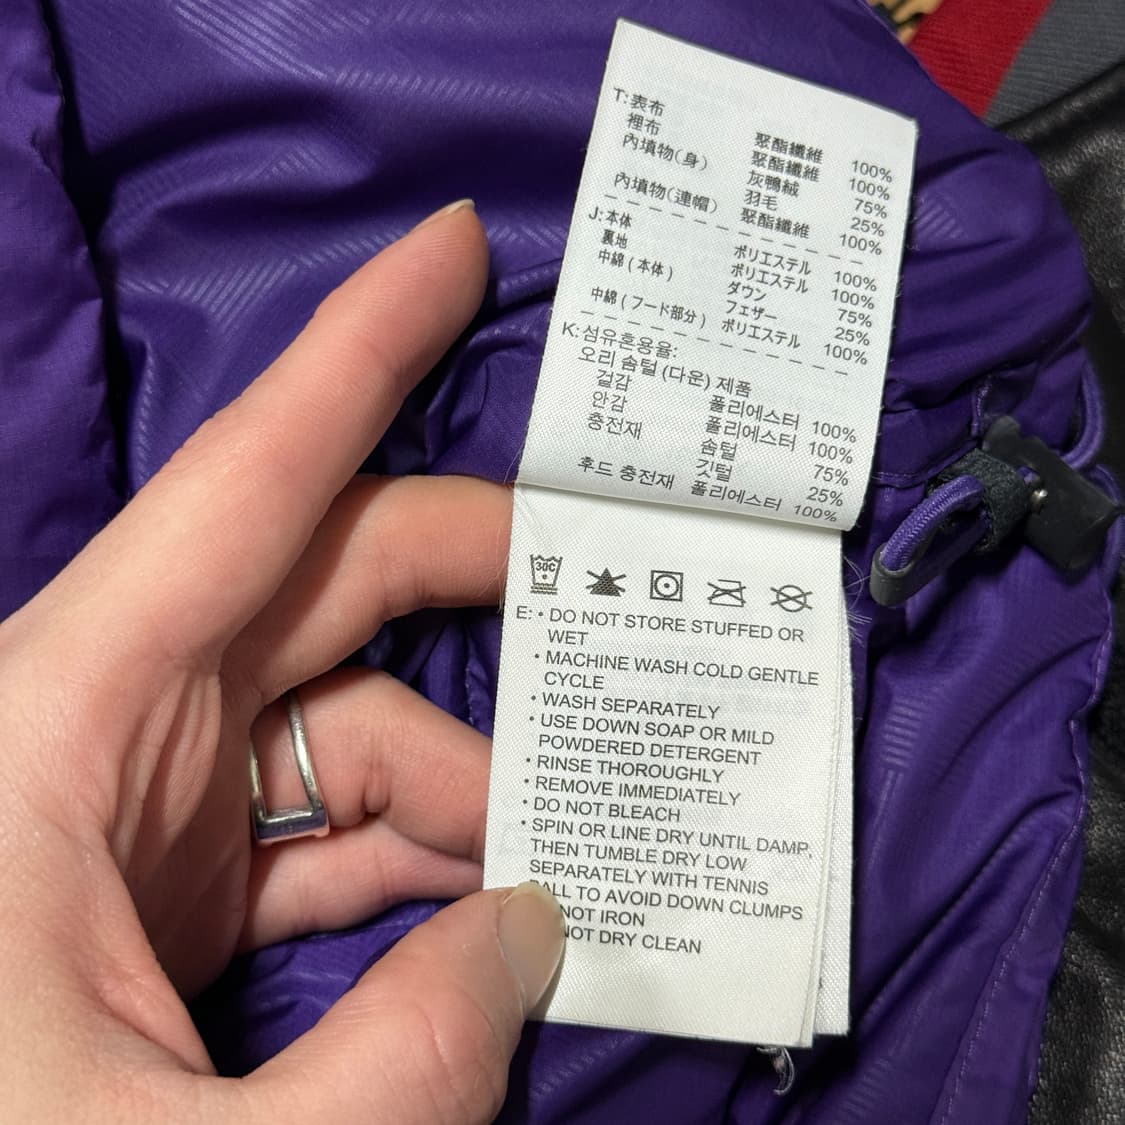 T: 表布 聚酯纖維 100%
裡布 聚酯纖維 100%
內填物(身) 灰鴨絨 75%
羽毛 25%
內填物(連帽) 聚酯纖維 100%
J: 本体 ポリエステル 100%
裏地 ポリエステル 100%
中綿(本体) ダウン 75%
フェザー 25%
中綿(フード部分) ポリエステル 100%
K: 섬유혼용율:
오리 솜털 (다운) 제품
겉감 폴리에스터 100%
안감 폴리에스터 100%
충전재 솜털 75%
깃털 25%
후드 충전재 폴리에스터 100%
30C
E: • DO NOT STORE STUFFED OR
WET
• MACHINE WASH COLD GENTLE
CYCLE
• WASH SEPARATELY
• USE DOWN SOAP OR MILD
POWDERED DETERGENT
• RINSE THOROUGHLY
• REMOVE IMMEDIATELY
• DO NOT BLEACH
• SPIN OR LINE DRY UNTIL DAMP,
THEN TUMBLE DRY LOW
SEPARATELY WITH TENNIS
BALL TO AVOID DOWN CLUMPS
NOT IRON
NOT DRY CLEAN